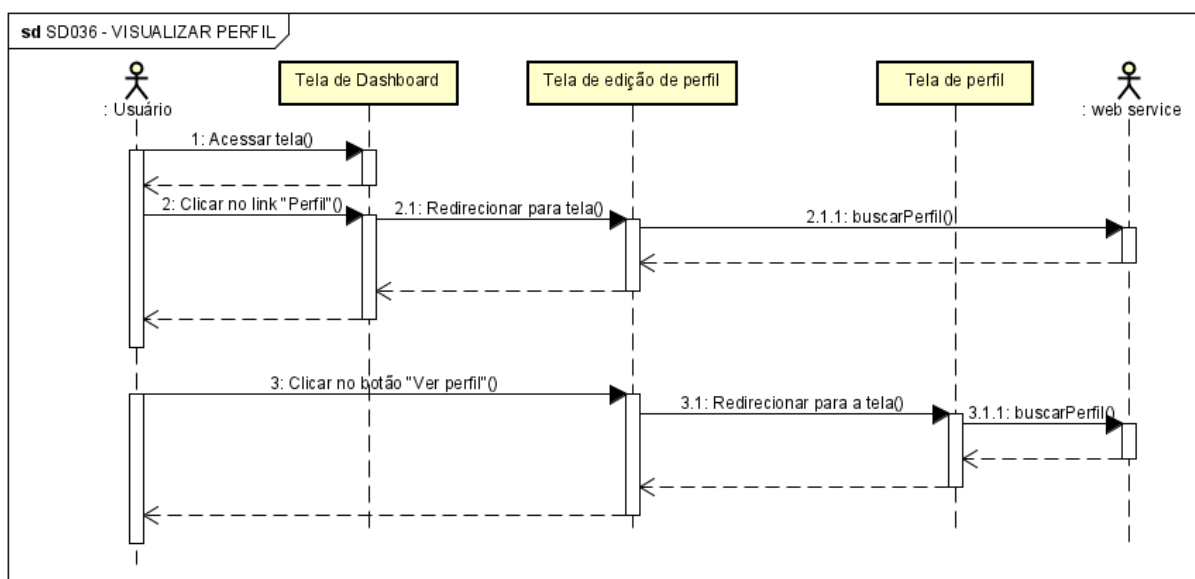 sd SD036 - VISUALIZAR PERFIL
Tela de Dashboard
Tela de edição de perfil
Tela de perfil
: Usuário
: web service
1: Acessar tela()
2: Clicar no link "Perfil"()
2.1: Redirecionar para tela()
2.1.1: buscarPerfil()
3: Clicar no botão "Ver perfil"()
3.1: Redirecionar para a tela()
3.1.1: buscarPerfil()